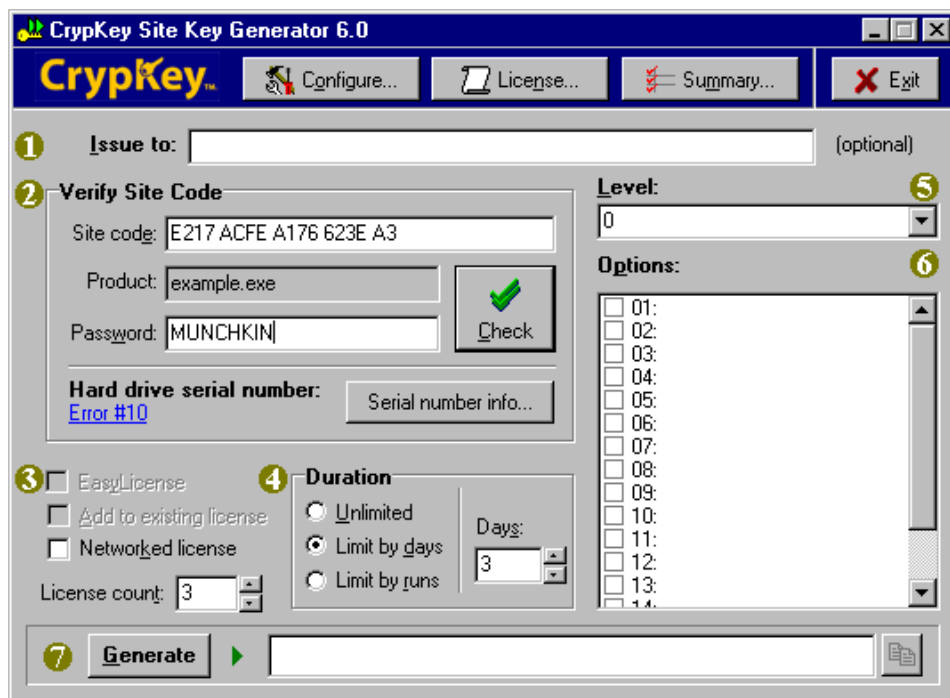 CrypKey Site Key Generator 6.0
CrypKey™ Configure... License... Summary... Exit
1 Issue to: (optional)
2 Verify Site Code
Site code: E217 ACFE A176 623E A3
Product: example.exe
Password: MUNCHKIN
Check
Hard drive serial number:
Error #10
Serial number info...
Level: 5
0
Options: 6
01:
02:
03:
04:
05:
06:
07:
08:
09:
10:
11:
12:
13:
14:
3 EasyLicense
Add to existing license
Networked license
License count: 3
4 Duration
Unlimited
Limit by days
Limit by runs
Days:
3
7 Generate